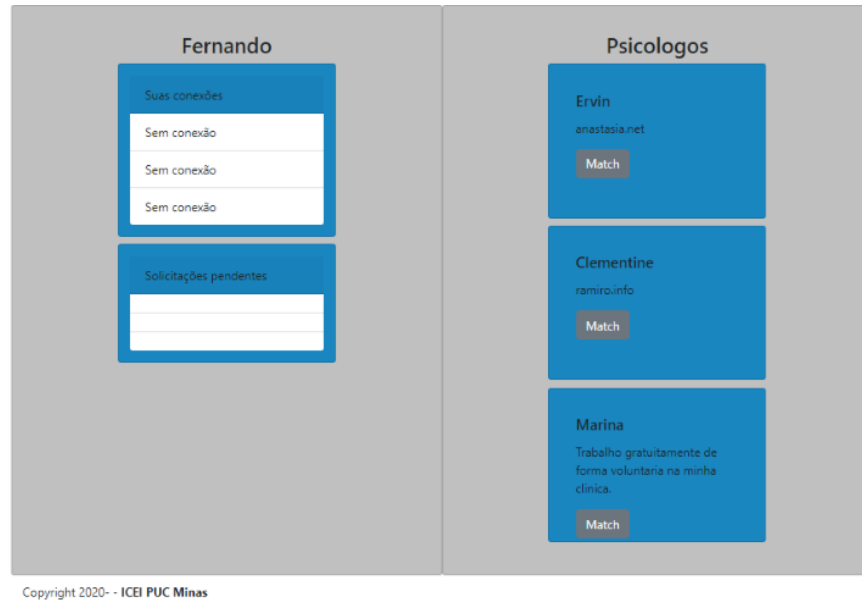 Fernando
Suas conexões
Sem conexão
Sem conexão
Sem conexão
Solicitações pendentes
Psicologos
Ervin
anastasia.net
Match
Clementine
ramiro.info
Match
Marina
Trabalho gratuitamente de
forma voluntaria na minha
clinica.
Match
Copyright 2020- - ICEI PUC Minas